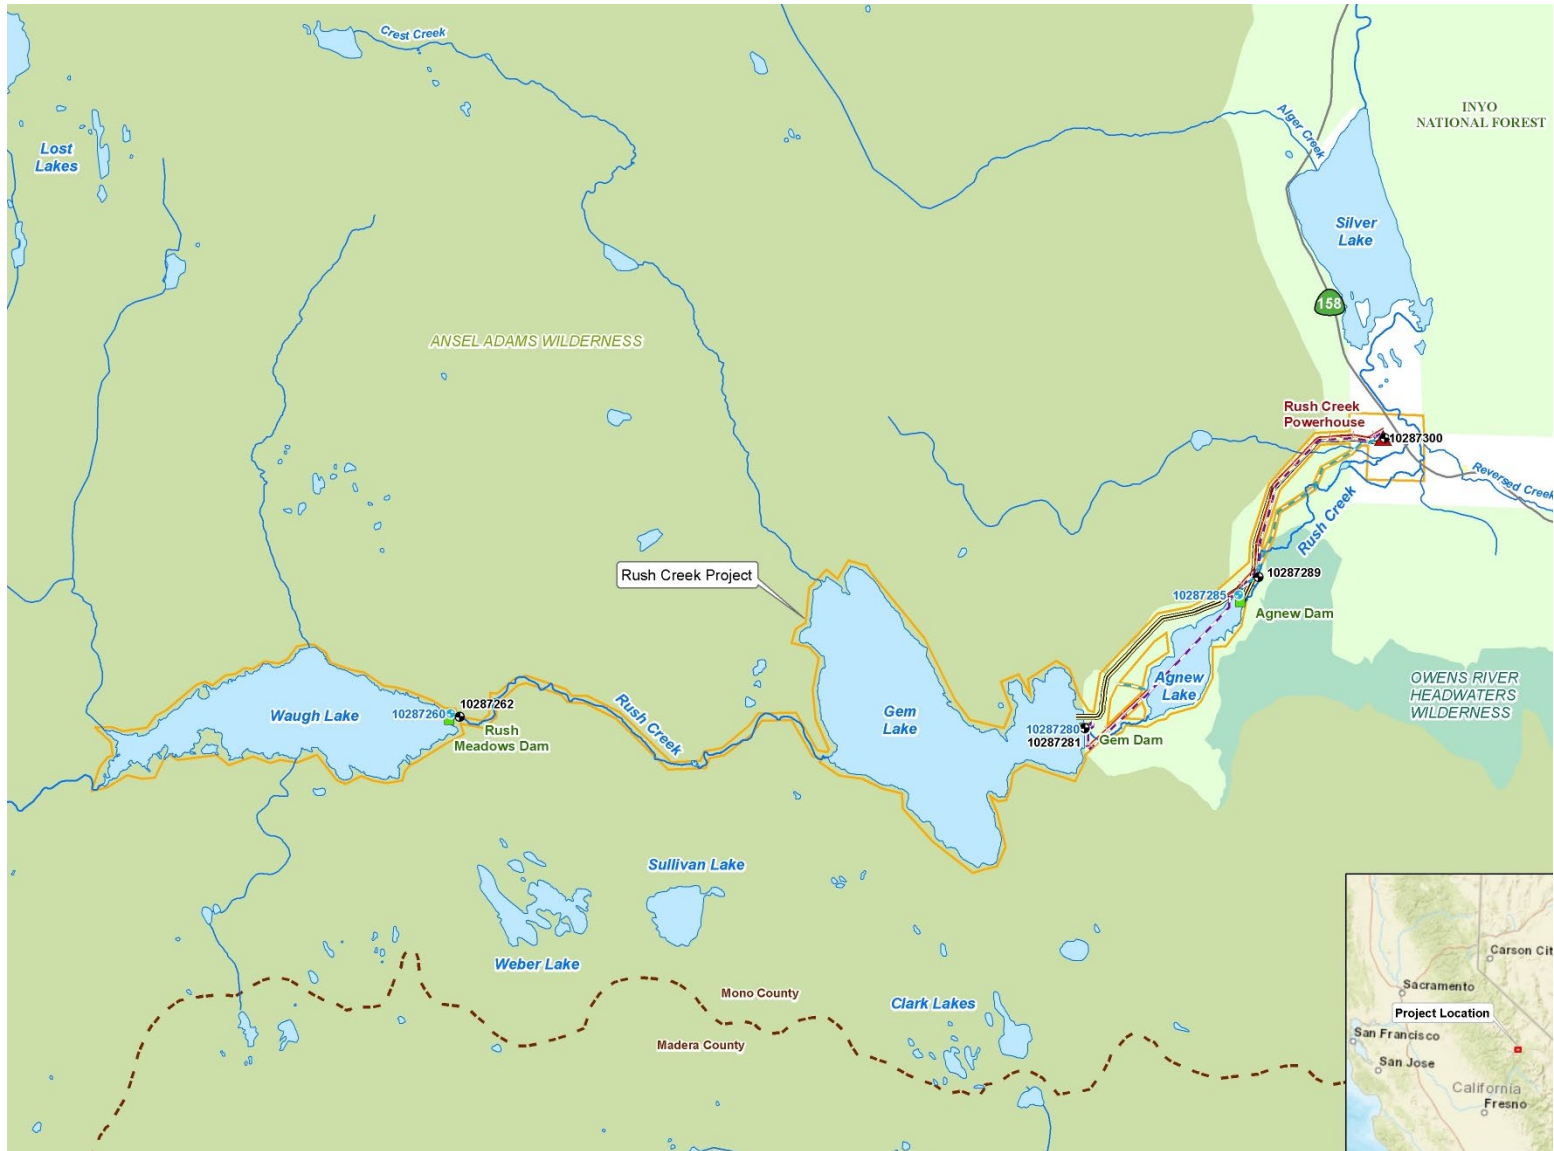 Crest Creek
Lost
Lakes
Alger Creek
INYO
NATIONAL FOREST
Silver
Lake
158
ANSEL ADAMS WILDERNESS
Rush Creek
Powerhouse
10287300
Reversed Creek
Rush Creek
Rush Creek Project
10287289
10287285
Agnew Dam
Agnew
Lake
OWENS RIVER
HEADWATERS
WILDERNESS
Waugh Lake
10287260
10287262
Rush
Meadows Dam
Rush Creek
Gem
Lake
10287280
10287281
Gem Dam
Sullivan Lake
Weber Lake
Mono County
Madera County
Clark Lakes
Carson Cit
Sacramento
Project Location
San Francisco
San Jose
California
Fresno